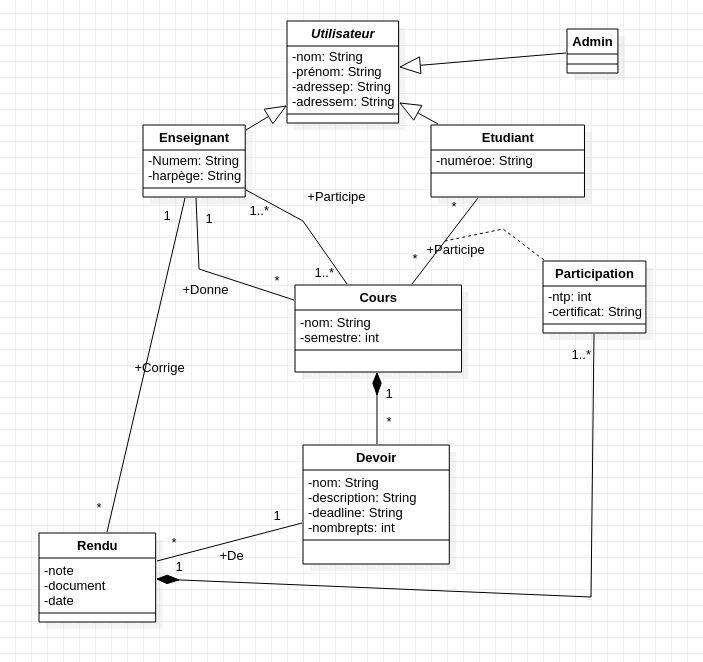 Utilisateur
-nom: String
-prénom: String
-adressep: String
-adressem: String
Admin
Enseignant
-Numem: String
-harpège: String
Etudiant
-numéroe: String
1
1
1..*
+Participe
1..*
*
*
+Participe
+Donne
*
Participation
-ntp: int
-certificat: String
1..*
Cours
-nom: String
-semestre: int
+Corrige
1
*
Devoir
-nom: String
-description: String
-deadline: String
-nombrepts: int
*
1
*
+De
1
Rendu
-note
-document
-date